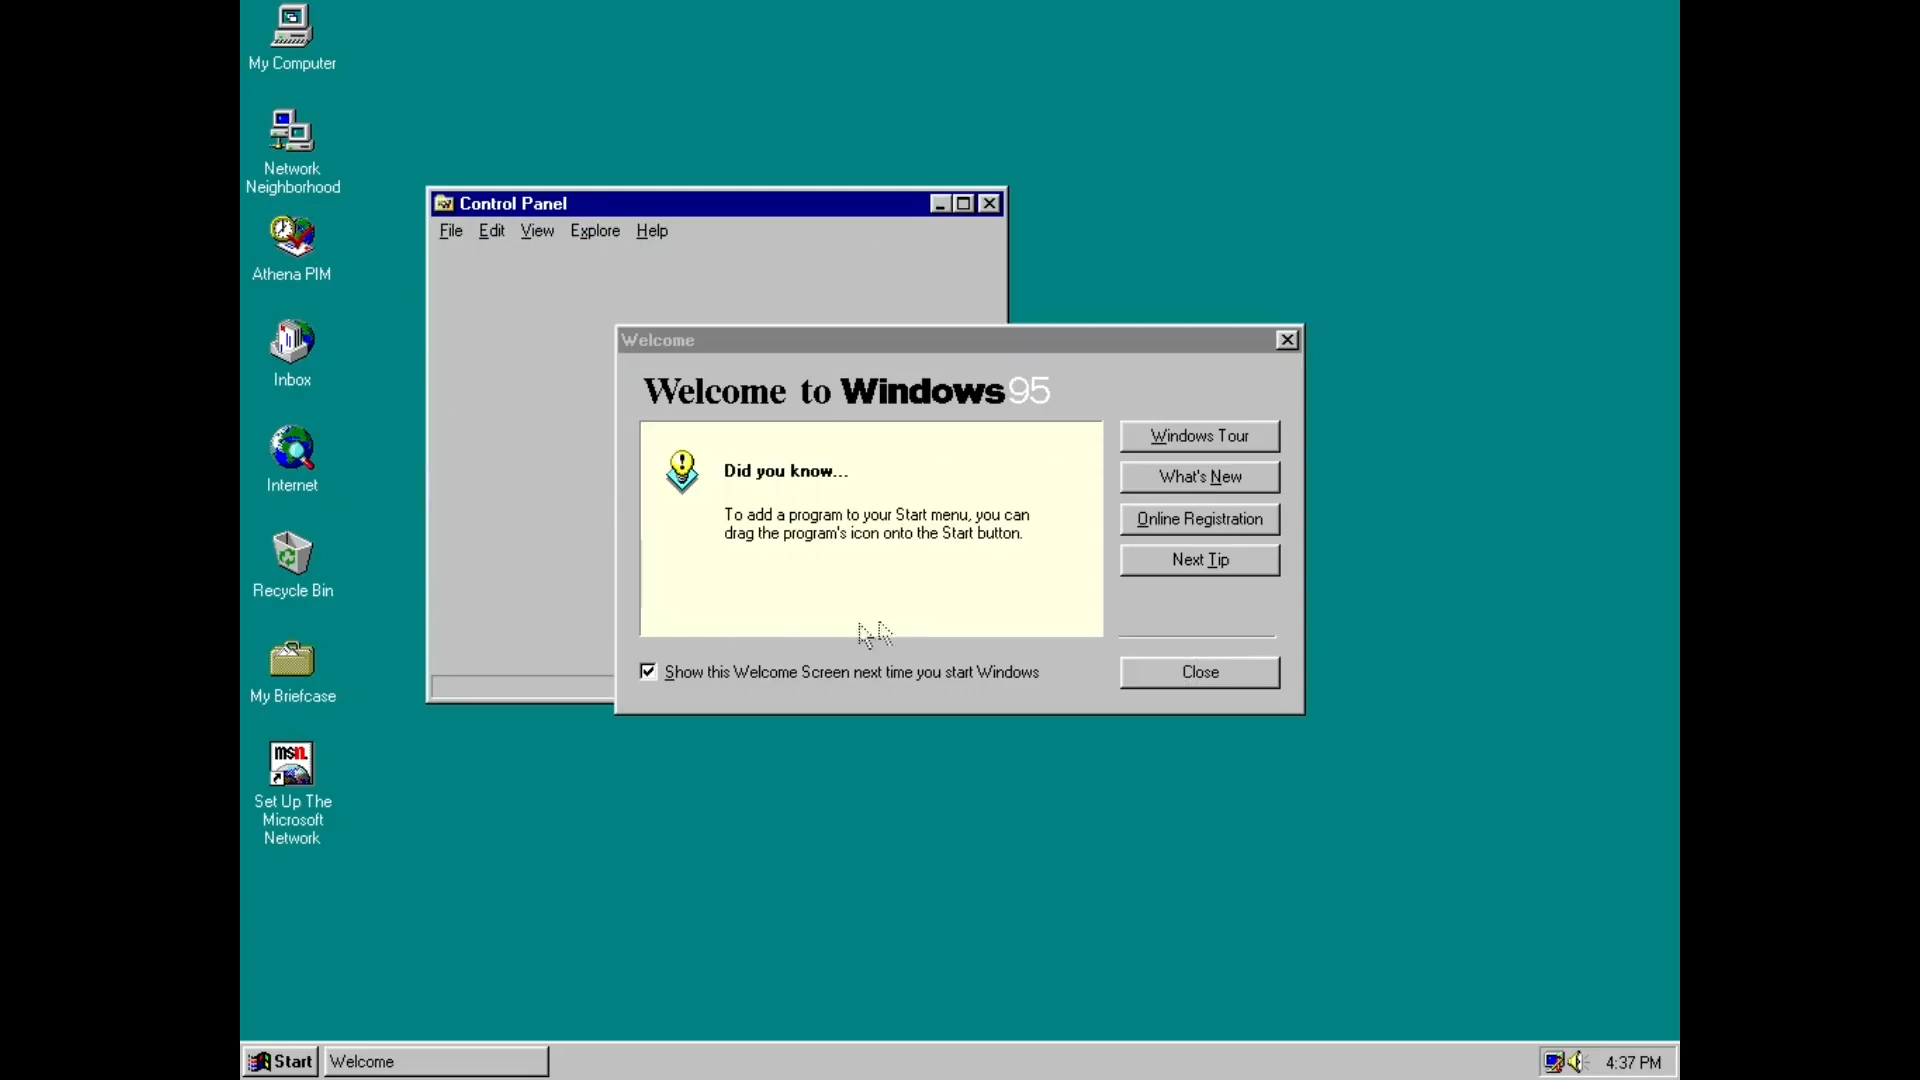 My Computer
Network
Neighborhood
Athena PIM
Inbox
Internet
Recycle Bin
My Briefcase
msn.
Set Up The
Microsoft
Network
Control Panel
File Edit View Explore Help
Welcome
Welcome to Windows95
Did you know...
To add a program to your Start menu, you can
drag the program's icon onto the Start button.
Windows Tour
What's New
Online Registration
Next Tip
Show this Welcome Screen next time you start Windows
Close
Start
Welcome
4:37 PM